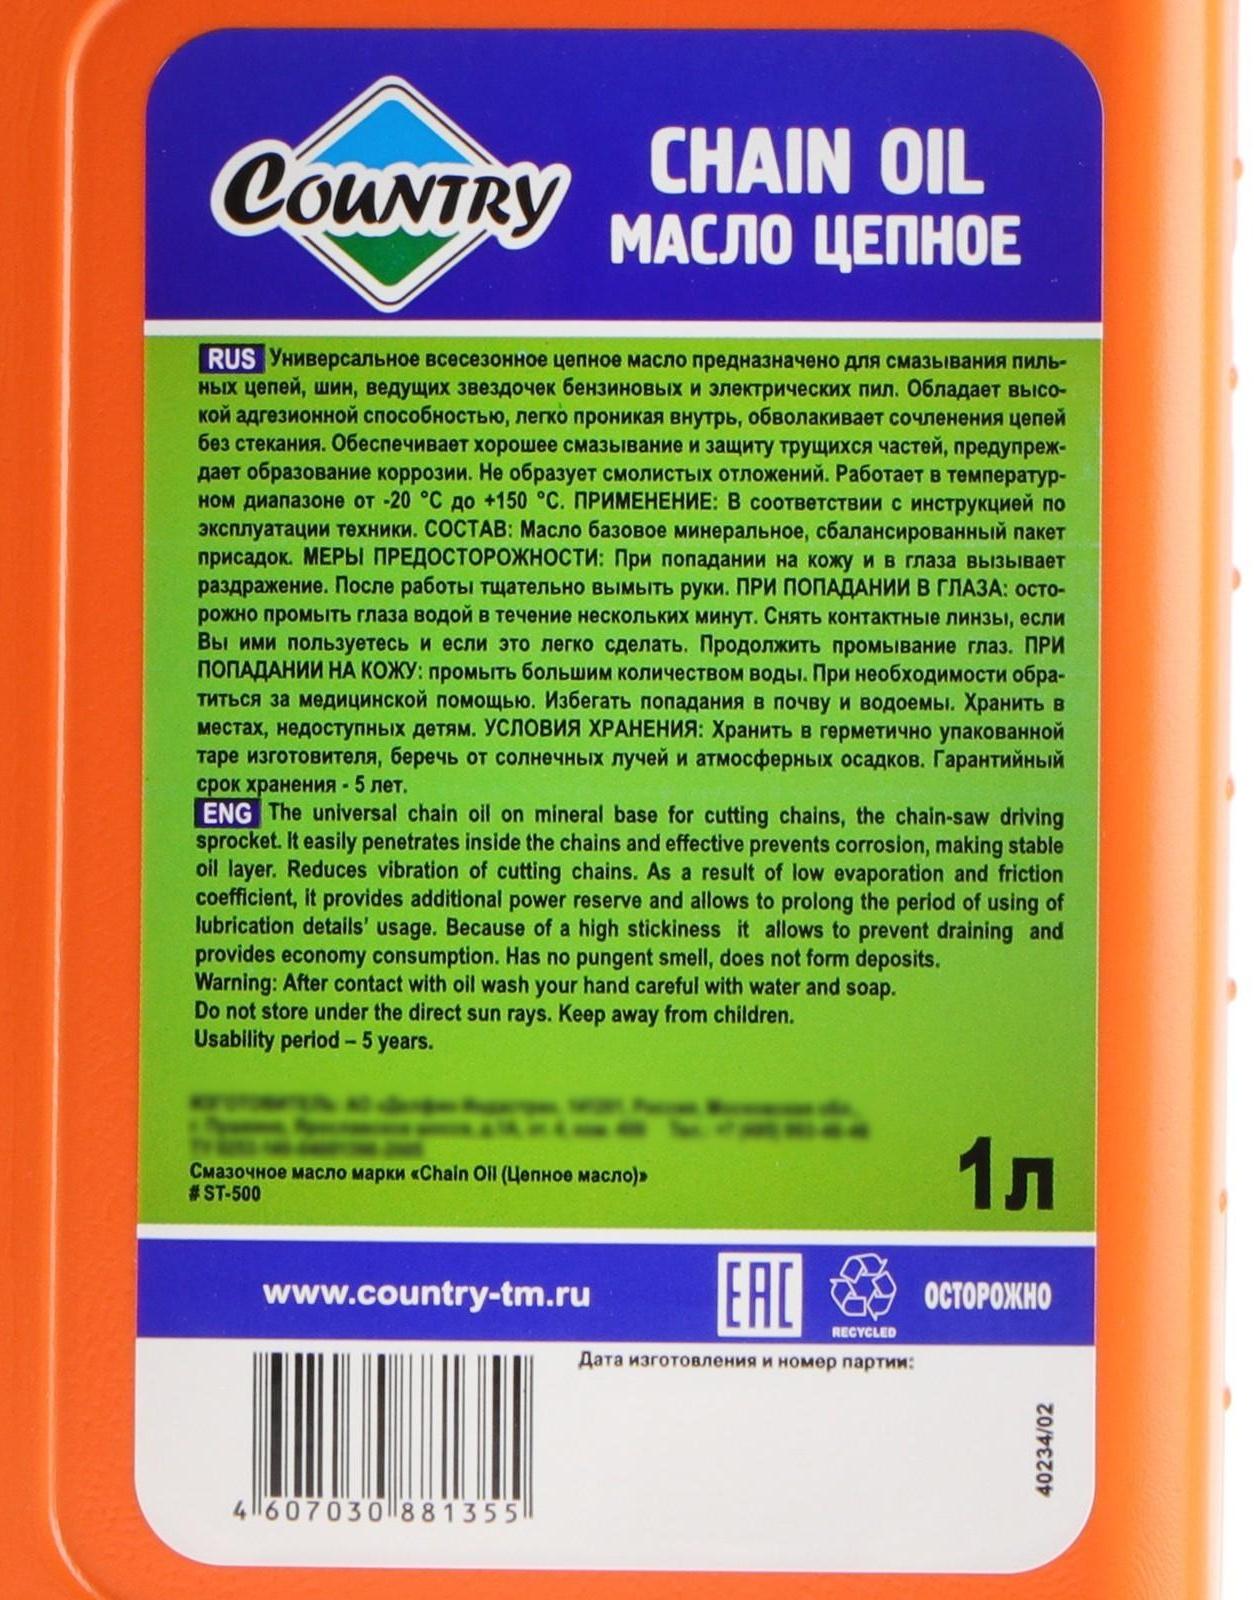 COUNTRY
CHAIN OIL
МАСЛО ЦЕПНОЕ
RUS Универсальное всесезонное цепное масло предназначено для смазывания пиль-
ных цепей, шин, ведущих звездочек бензиновых и электрических пил. Обладает высо-
кой адгезионной способностью, легко проникая внутрь, обволакивает сочленения цепей
без стекания. Обеспечивает хорошее смазывание и защиту трущихся частей, предупреж-
дает образование коррозии. Не образует смолистых отложений. Работает в температур-
ном диапазоне от -20 °C до +150 °C. ПРИМЕНЕНИЕ: В соответствии с инструкцией по
эксплуатации техники. СОСТАВ: Масло базовое минеральное, сбалансированный пакет
присадок. МЕРЫ ПРЕДОСТОРОЖНОСТИ: При попадании на кожу и в глаза вызывает
раздражение. После работы тщательно вымыть руки. ПРИ ПОПАДАНИИ В ГЛАЗА: осто-
рожно промыть глаза водой в течение нескольких минут. Снять контактные линзы, если
Вы ими пользуетесь и если это легко сделать. Продолжить промывание глаз. ПРИ
ПОПАДАНИИ НА КОЖУ: промыть большим количеством воды. При необходимости обра-
титься за медицинской помощью. Избегать попадания в почву и водоемы. Хранить в
местах, недоступных детям. УСЛОВИЯ ХРАНЕНИЯ: Хранить в герметично упакованной
таре изготовителя, беречь от солнечных лучей и атмосферных осадков. Гарантийный
срок хранения - 5 лет.
ENG The universal chain oil on mineral base for cutting chains, the chain-saw driving
sprocket. It easily penetrates inside the chains and effective prevents corrosion, making stable
oil layer. Reduces vibration of cutting chains. As a result of low evaporation and friction
coefficient, it provides additional power reserve and allows to prolong the period of using of
lubrication details' usage. Because of a high stickiness it allows to prevent draining and
provides economy consumption. Has no pungent smell, does not form deposits.
Warning: After contact with oil wash your hand careful with water and soap.
Do not store under the direct sun rays. Keep away from children.
Usability period – 5 years.
Смазочное масло марки «Chain Oil (Цепное масло)»
# ST-500
1л
www.country-tm.ru
EAC
RECYCLED
ОСТОРОЖНО
Дата изготовления и номер партии:
40234/02
4 607030 881355